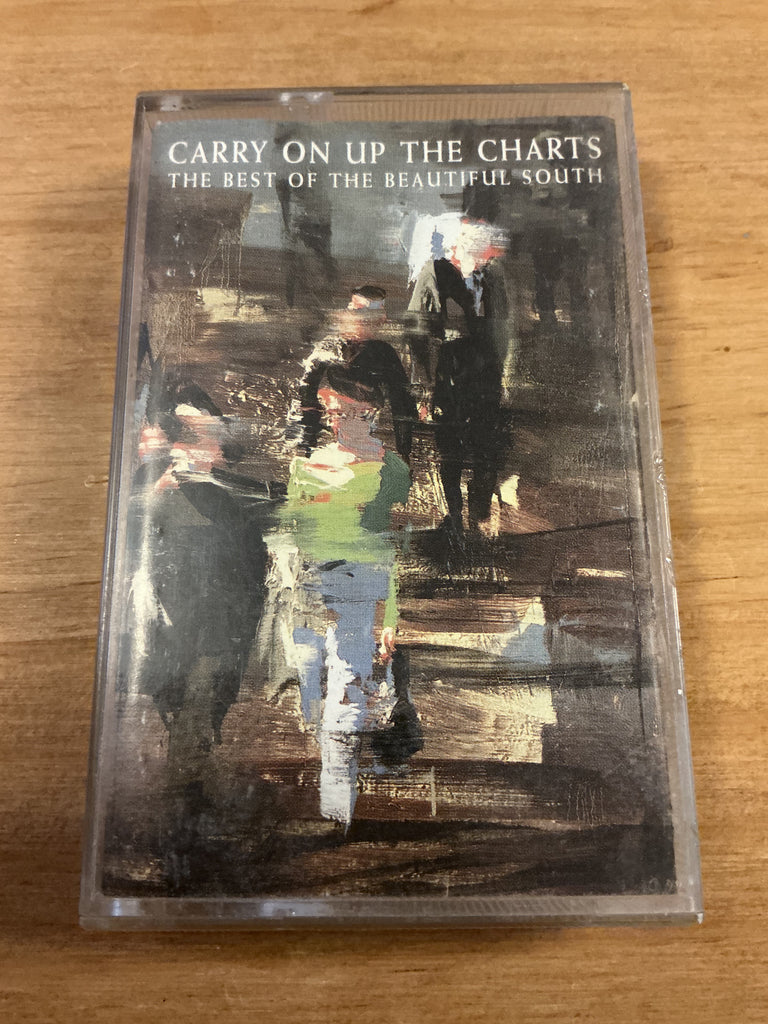 CARRY ON UP THE CHARTS
THE BEST OF THE BEAUTIFUL SOUTH